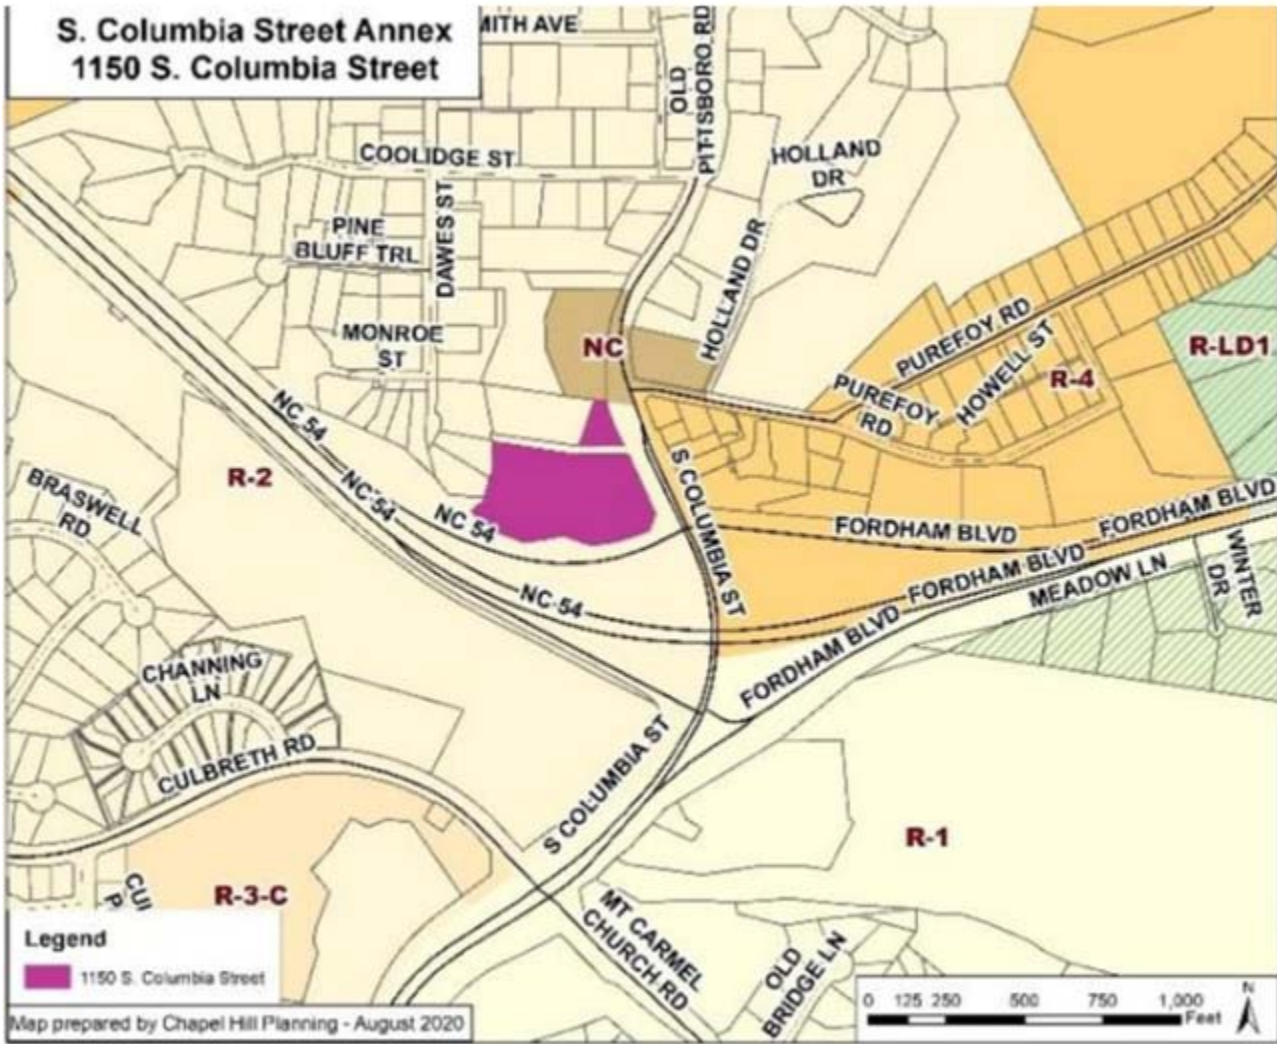 S. Columbia Street Annex
1150 S. Columbia Street
MITH AVE
OLD
PITTSBORO RD
COOLIDGE ST
HOLLAND
DR
PINE
BLUFF TRL
DAWES ST
HOLLAND DR
MONROE
ST
NC
PUREFOY RD
R-LD1
HOWELL ST
R-4
PUREFOY
RD
NC 54
R-2
NC 54
NC 54
S COLUMBIA ST
BRASWELL
RD
FORDHAM BLVD
FORDHAM BLVD
FORDHAM BLVD
MEADOW LN
WINTER
DR
NC 54
FORDHAM BLVD
CHANNING
LN
CULBRETH RD
S COLUMBIA ST
R-1
R-3-C
CUL
P
MT CARMEL
CHURCH RD
OLD
BRIDGE LN
Legend
1150 S. Columbia Street
Map prepared by Chapel Hill Planning - August 2020
N
0 125 250 500 750 1,000
Feet